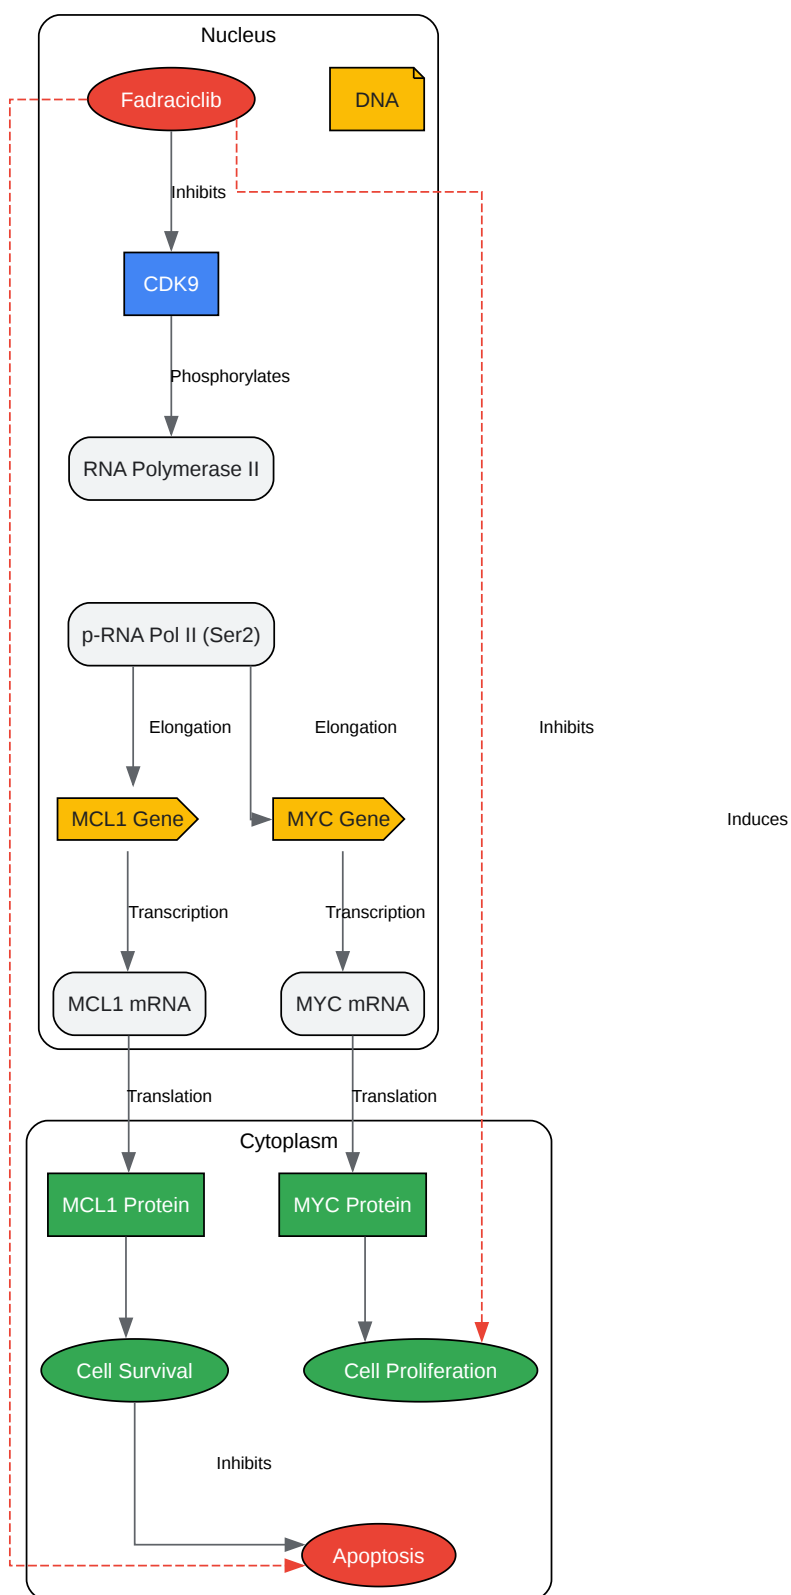 Nucleus
Fadraciclib
DNA
Inhibits
CDK9
Phosphorylates
RNA Polymerase II
p-RNA Pol II (Ser2)
Elongation
Elongation
Inhibits
MCL1 Gene
MYC Gene
Induces
Transcription
Transcription
MCL1 mRNA
MYC mRNA
Translation
Translation
Cytoplasm
MCL1 Protein
MYC Protein
Cell Survival
Cell Proliferation
Inhibits
Apoptosis